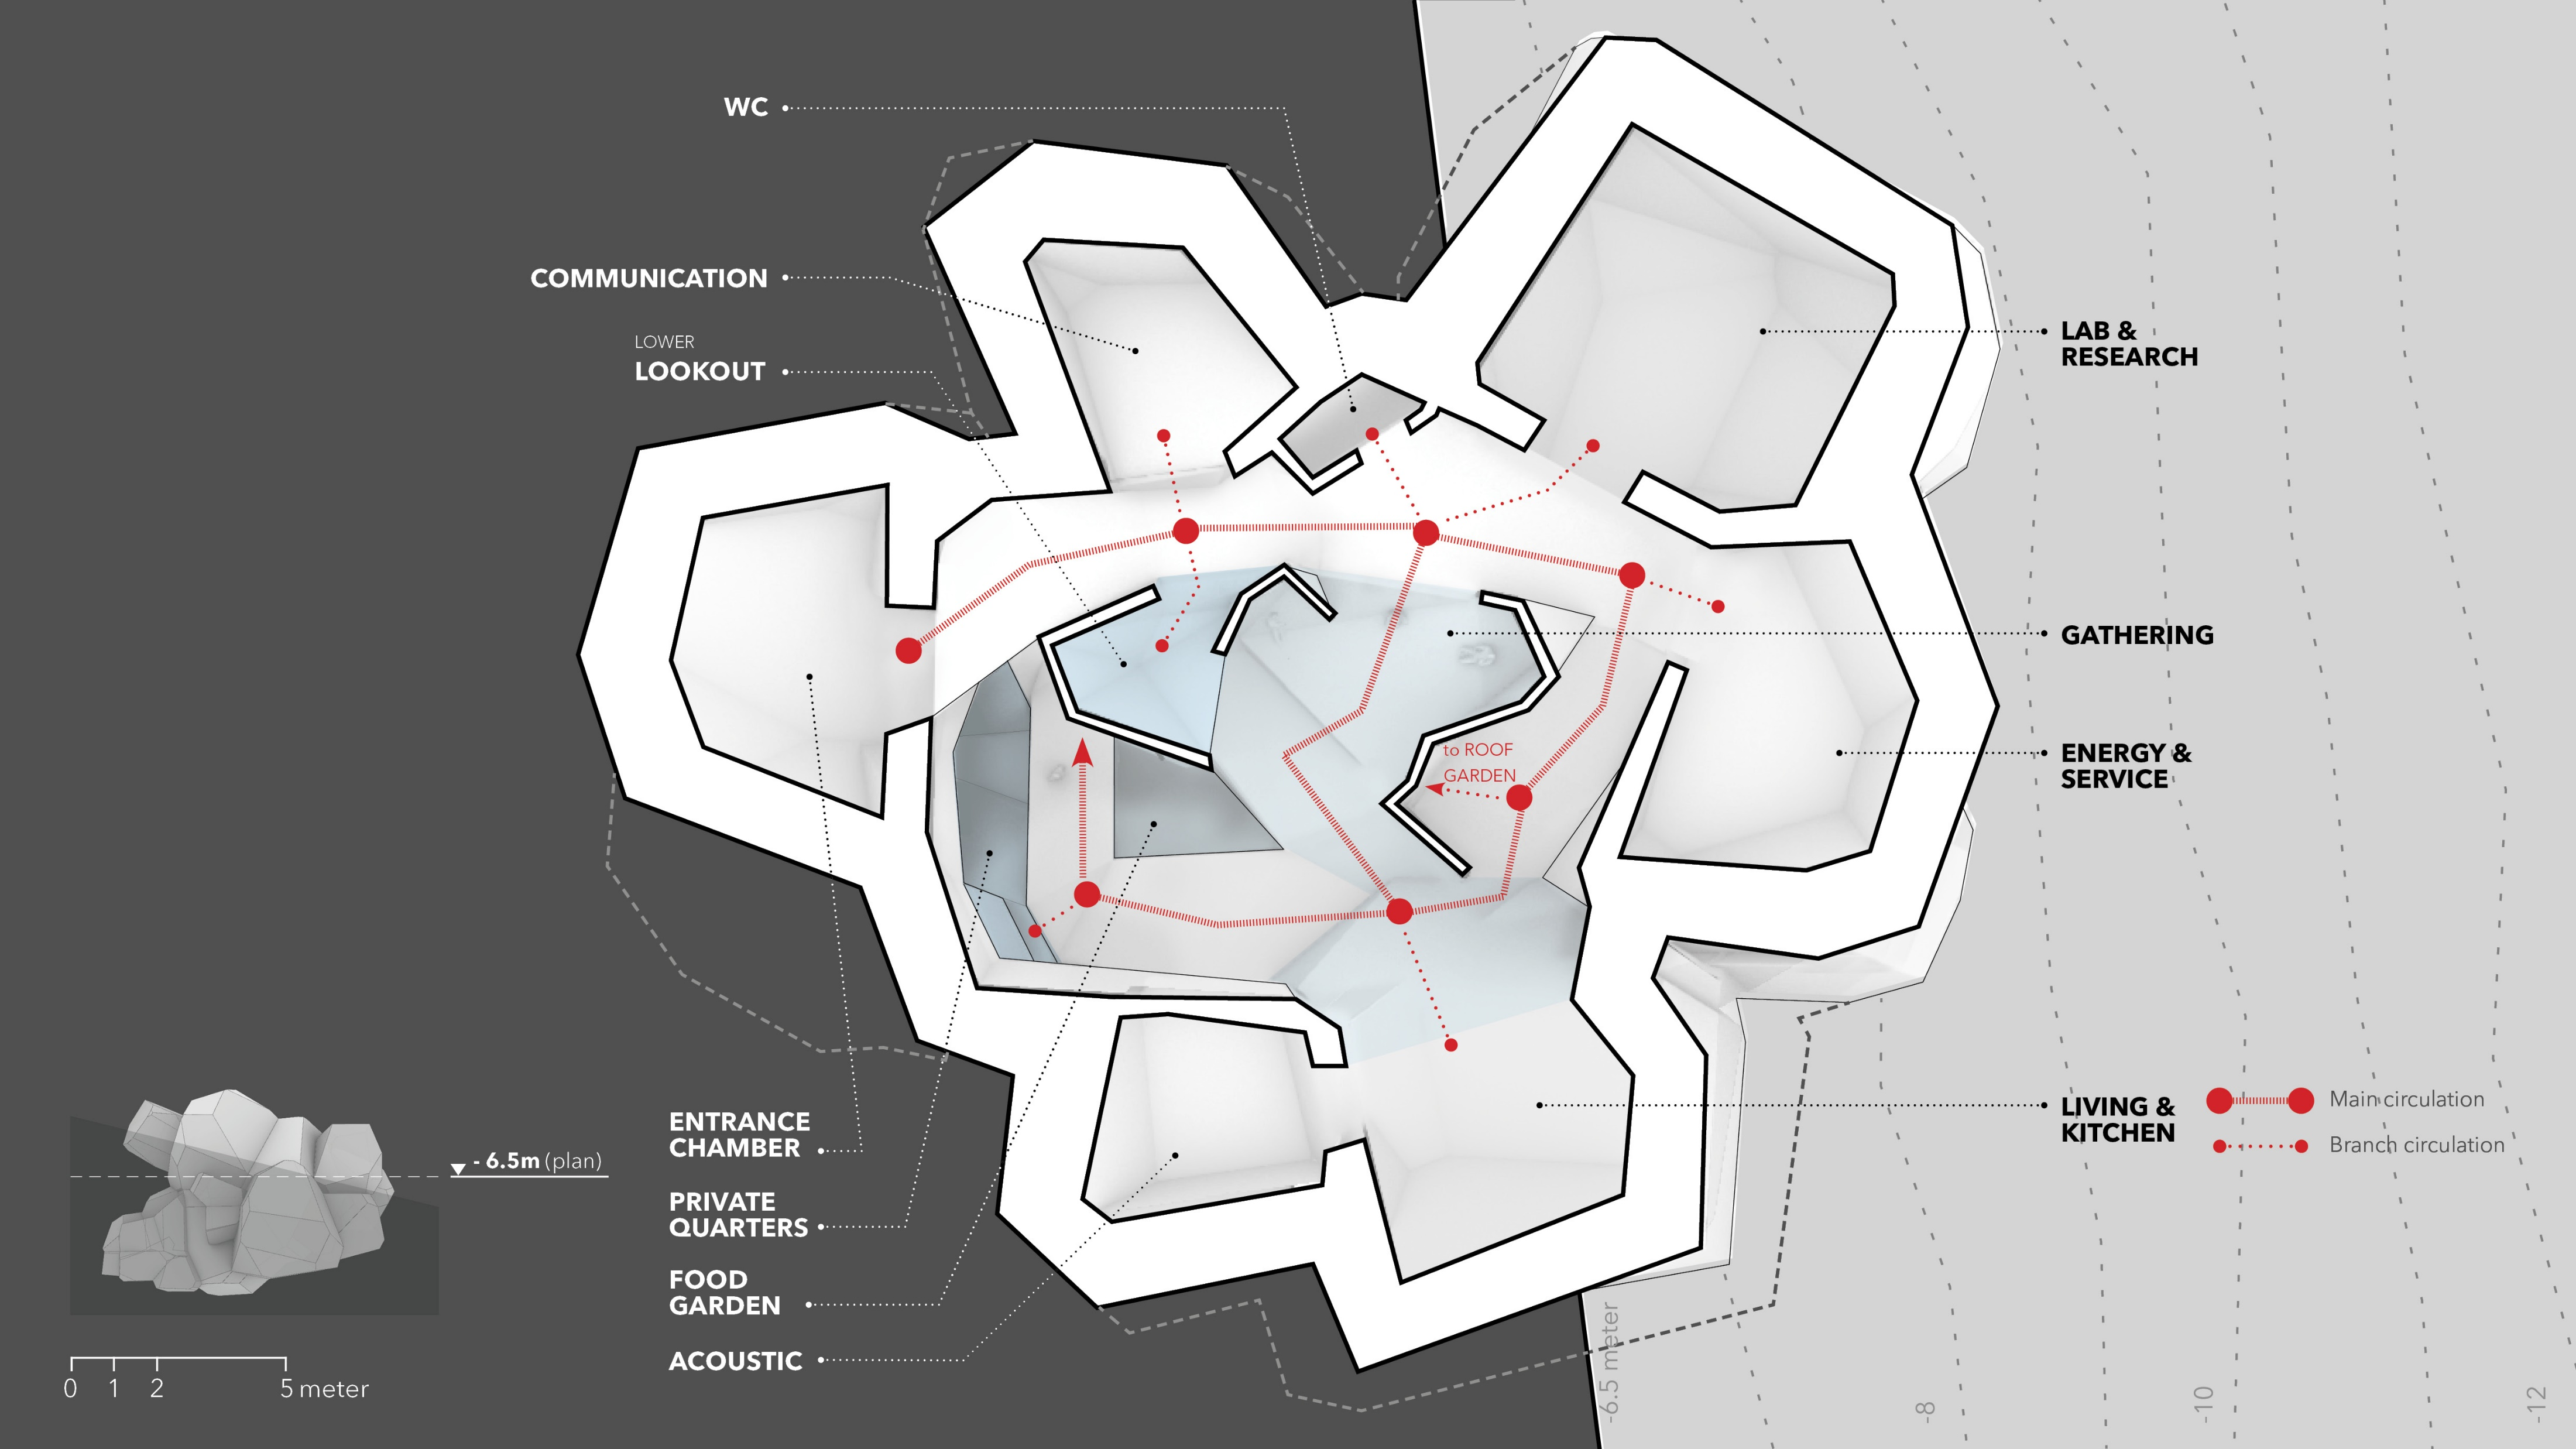 WC
COMMUNICATION
LOWER
LOOKOUT
LAB &
RESEARCH
GATHERING
to ROOF
GARDEN
ENERGY &
SERVICE
LIVING &
KITCHEN
Main circulation
Branch circulation
ENTRANCE
CHAMBER
- 6.5m (plan)
PRIVATE
QUARTERS
FOOD
GARDEN
ACOUSTIC
0 1 2 5 meter
-6.5 meter
-8
-10
-12